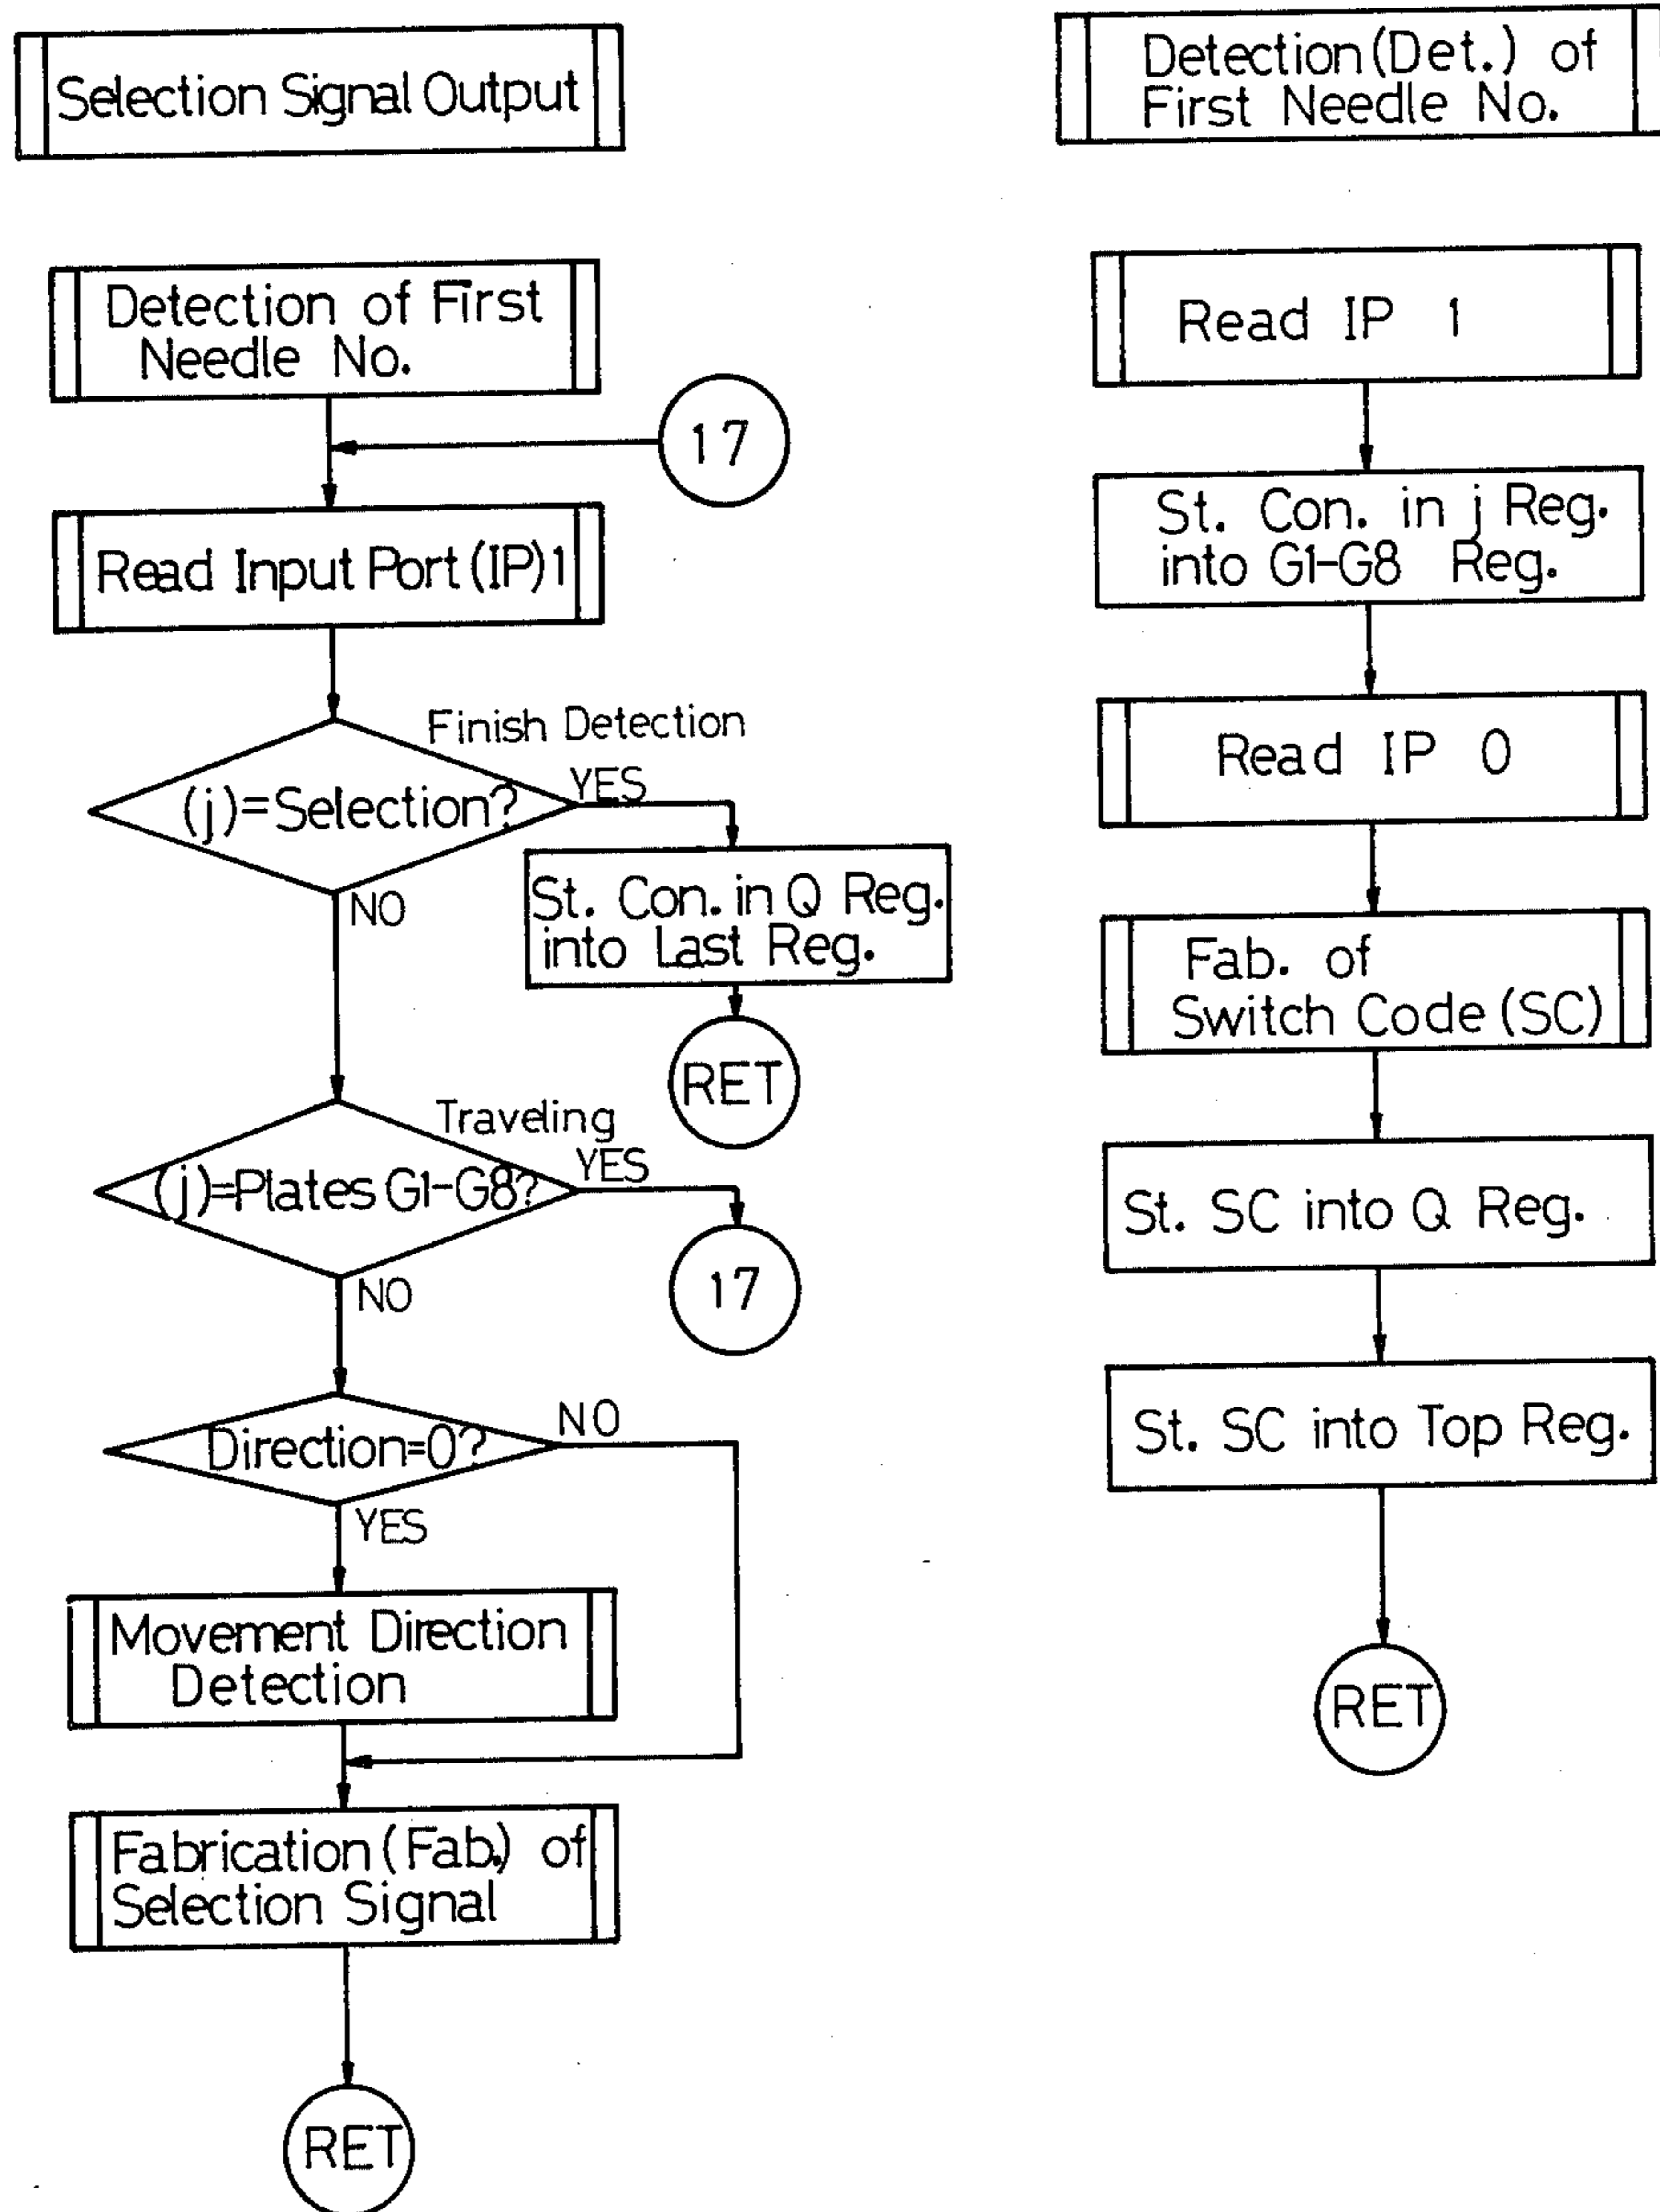 Selection Signal Output
Detection of First
Needle No.
17
Read Input Port (IP) 1
Finish Detection
(j)=Selection?
YES
NO
St. Con. in Q Reg.
into Last Reg.
RET
Traveling
(j)=Plates G1-G8?
YES
NO
17
Direction=0?
NO
YES
Movement Direction
Detection
Fabrication (Fab.) of
Selection Signal
RET
Detection (Det.) of
First Needle No.
Read IP 1
St. Con. in j Reg.
into G1-G8 Reg.
Read IP 0
Fab. of
Switch Code (SC)
St. SC into Q Reg.
St. SC into Top Reg.
RET